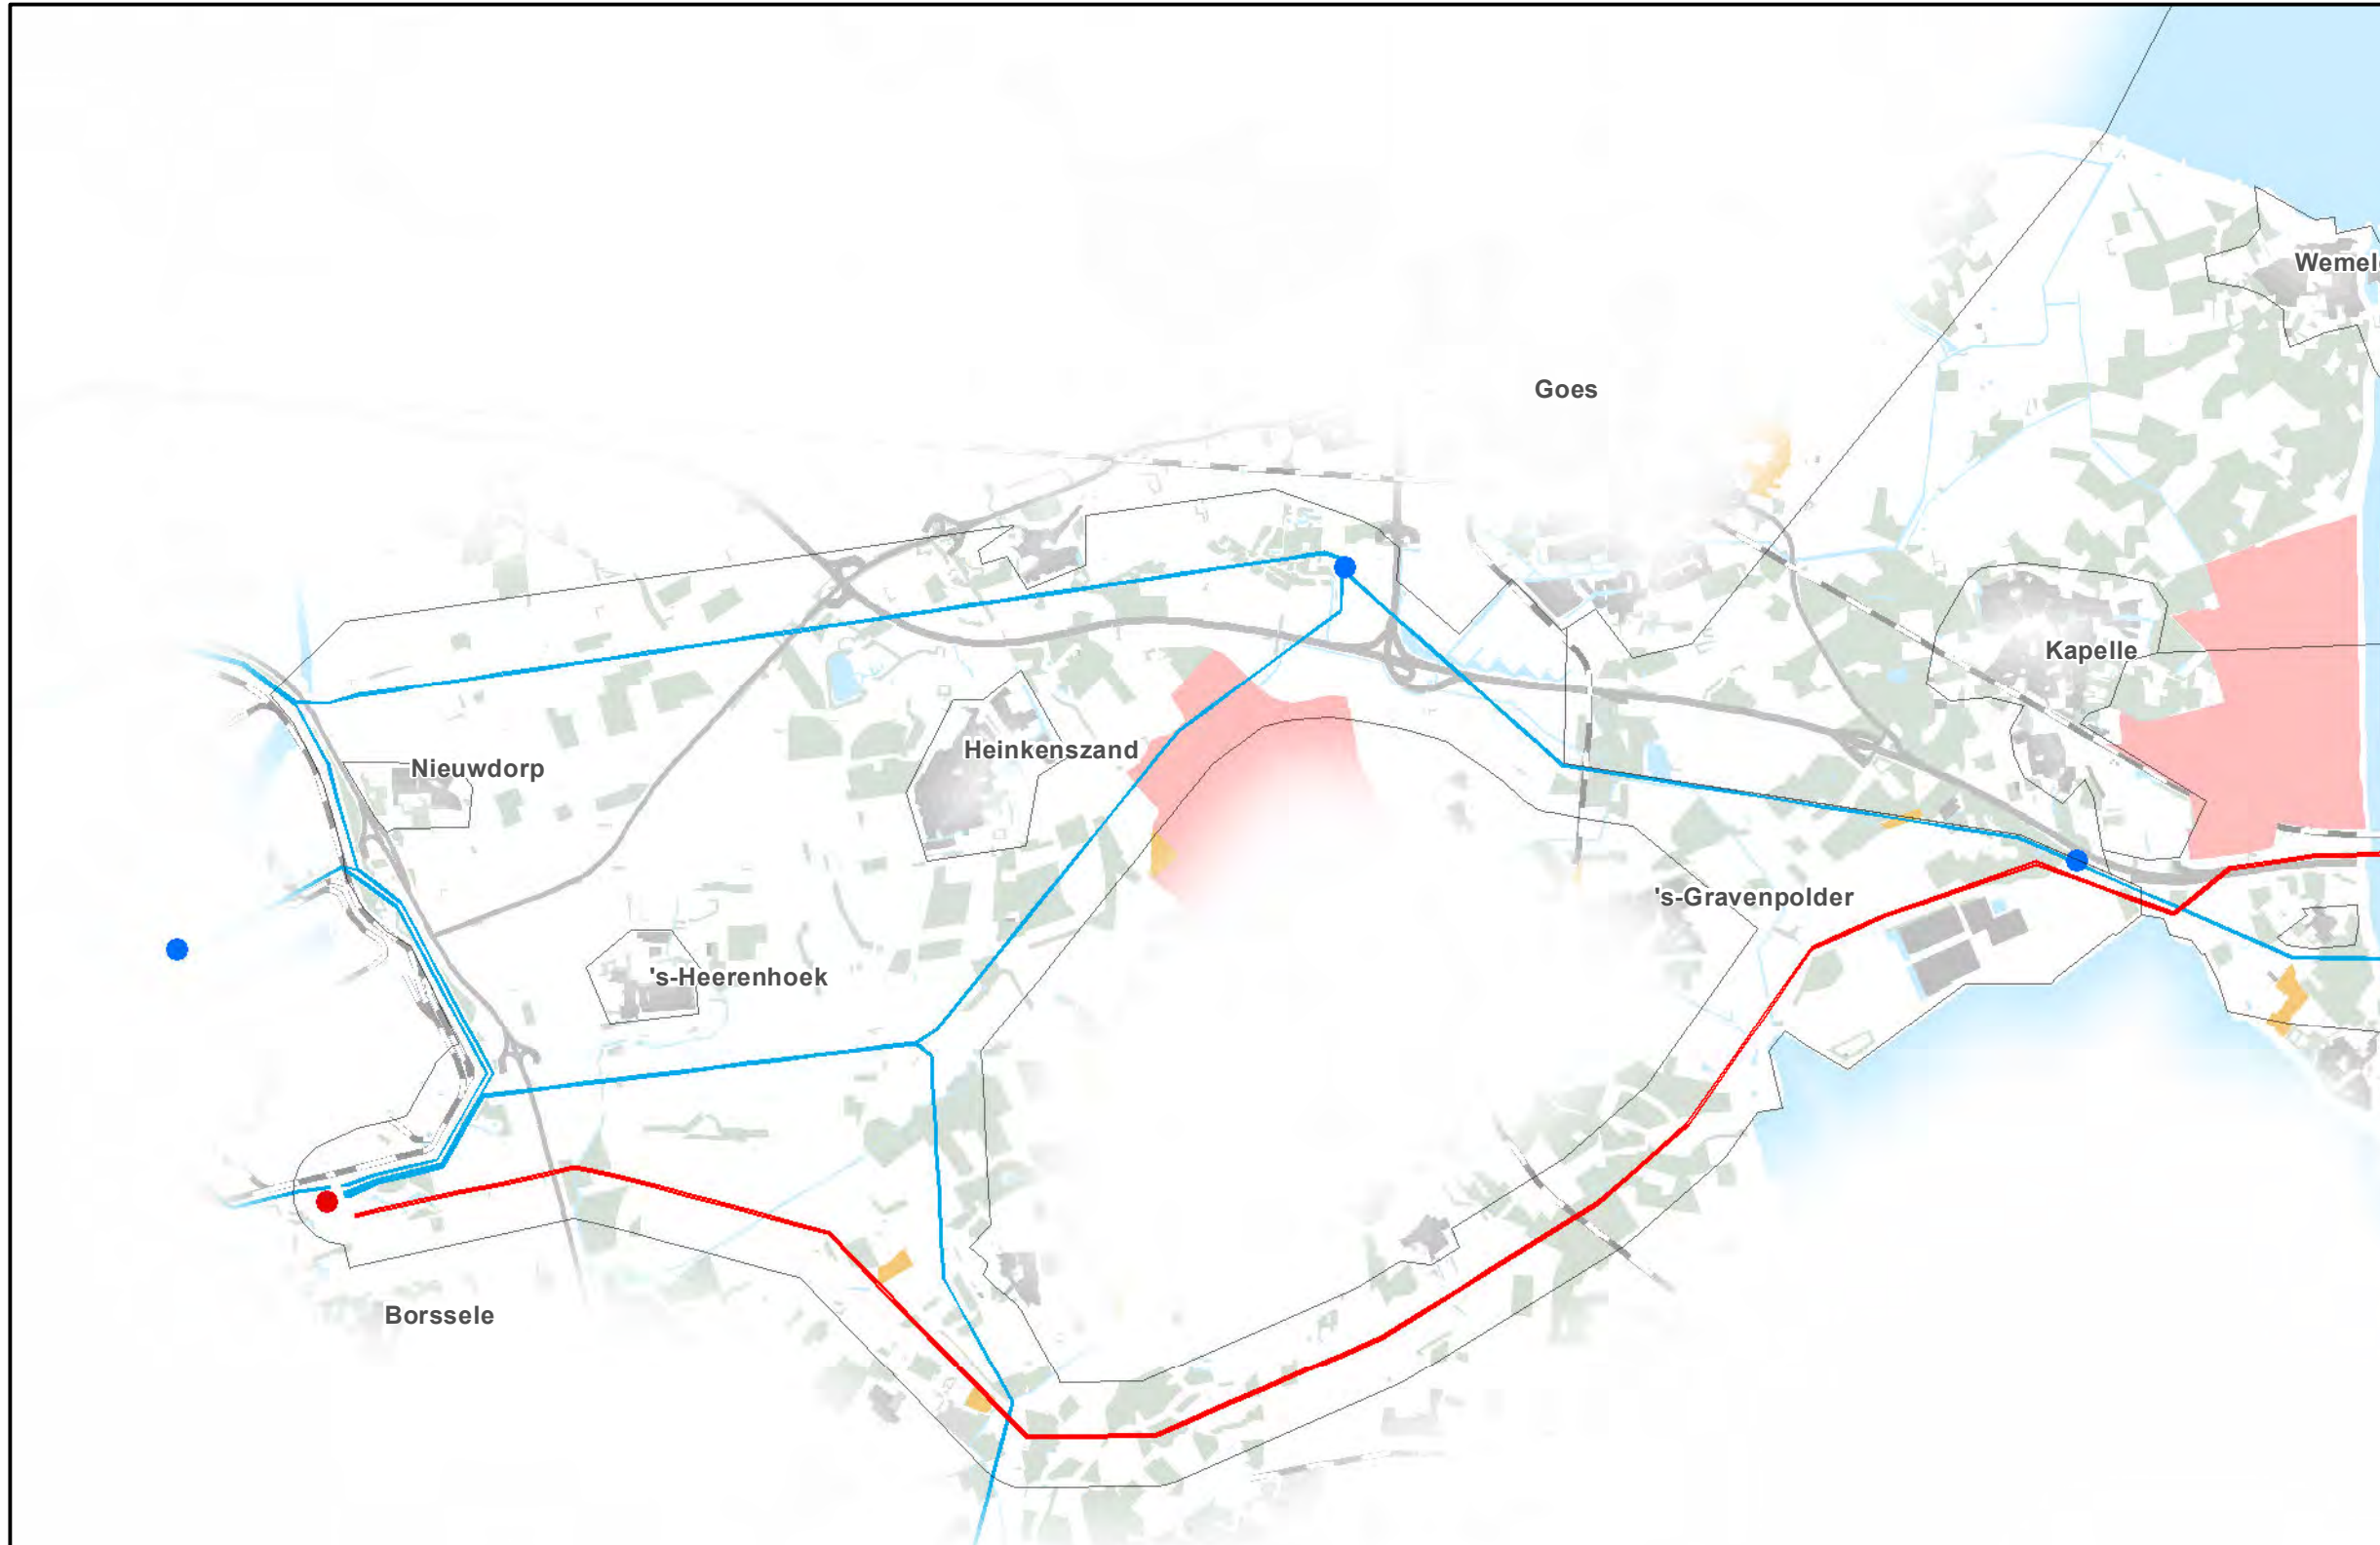 Wemel
Goes
Kapelle
Heinkenszand
Nieuwdorp
's-Gravenpolder
's-Heerenhoek
Borssele